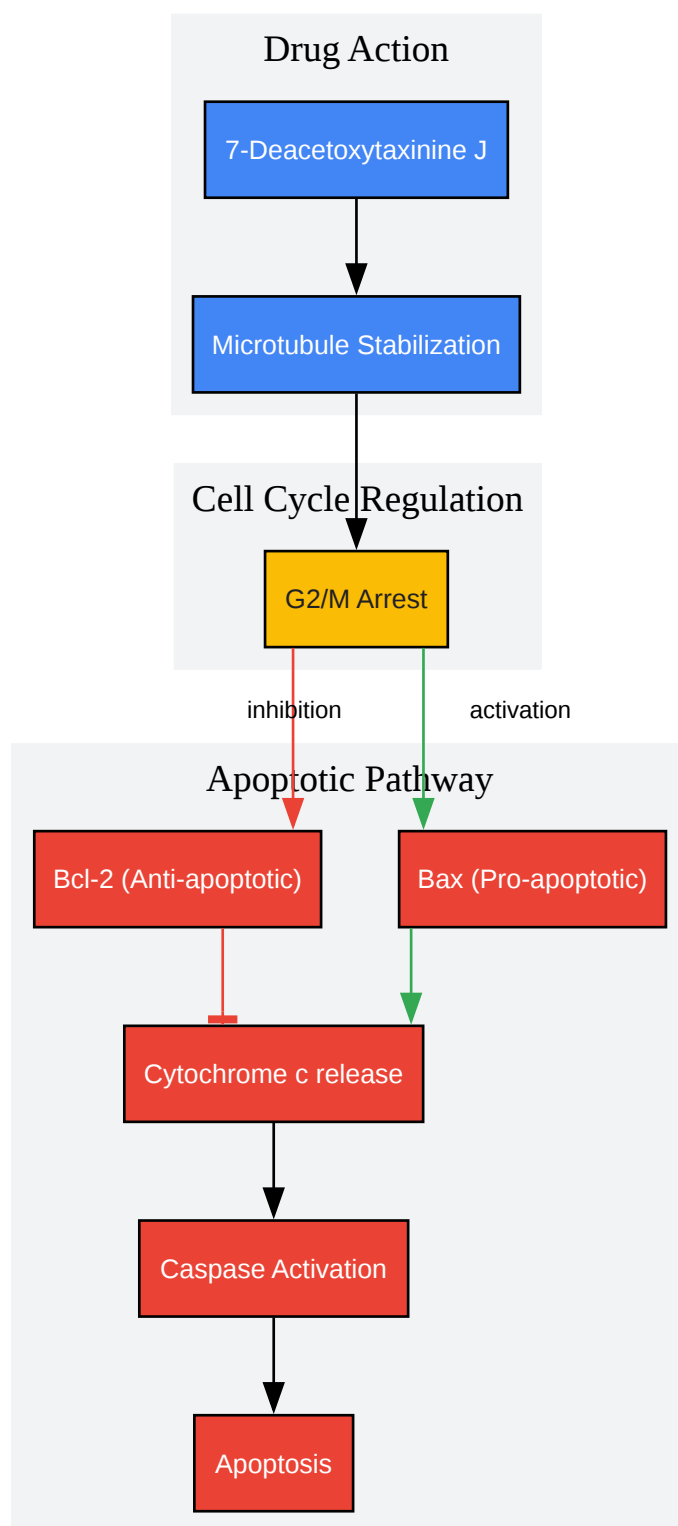 Drug Action
7-Deacetoxytaxinine J
Microtubule Stabilization
Cell Cycle Regulation
G2/M Arrest
inhibition
activation
Apoptotic Pathway
Bcl-2 (Anti-apoptotic)
Bax (Pro-apoptotic)
Cytochrome c release
Caspase Activation
Apoptosis